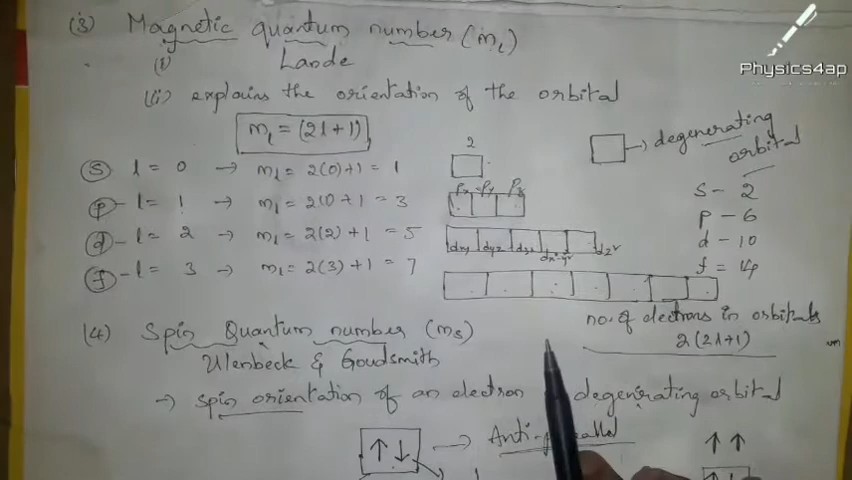 (3) Magnetic quantum number (ml)
(i) Lande
(ii) explains the orientation of the orbital
ml = (2l+1)
2
degenerating orbital
(s) l = 0 → ml = 2(0)+1 = 1
s - 2
px py pz
(p) - l = 1 → ml = 2(1)+1 = 3
p - 6
(d) - l = 2 → ml = 2(2)+1 = 5
dxy dyz dzx dx²-y² dz²
d - 10
(f) - l = 3 → ml = 2(3)+1 = 7
f = 14
no. of electrons in orbitals
2(2l+1)
(4) Spin Quantum number (ms)
Ulenbeck & Goudsmith
→ spin orientation of an electron degenerating orbital
↑↓ → Anti-
↑↑
Physics4ap